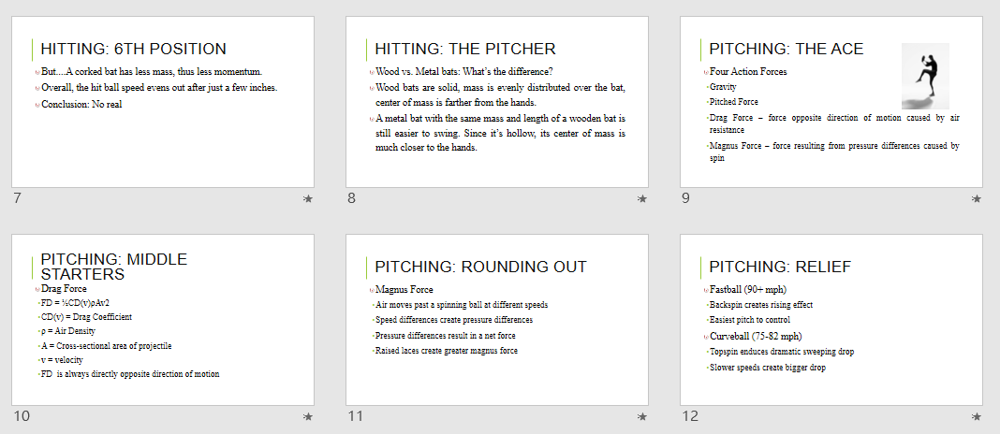 HITTING: 6TH POSITION
But....A corked bat has less mass, thus less momentum.
Overall, the hit ball speed evens out after just a few inches.
Conclusion: No real
7
HITTING: THE PITCHER
Wood vs. Metal bats: What's the difference?
Wood bats are solid, mass is evenly distributed over the bat,
center of mass is farther from the hands.
A metal bat with the same mass and length of a wooden bat is
still easier to swing. Since it's hollow, its center of mass is
much closer to the hands.
8
PITCHING: THE ACE
Four Action Forces
Gravity
Pitched Force
Drag Force – force opposite direction of motion caused by air
resistance
Magnus Force – force resulting from pressure differences caused by
spin
9
PITCHING: MIDDLE
STARTERS
Drag Force
FD = ½CD(v)ρAv2
CD(v) = Drag Coefficient
ρ = Air Density
A = Cross-sectional area of projectile
v = velocity
FD is always directly opposite direction of motion
10
PITCHING: ROUNDING OUT
Magnus Force
Air moves past a spinning ball at different speeds
Speed differences create pressure differences
Pressure differences result in a net force
Raised laces create greater magnus force
11
PITCHING: RELIEF
Fastball (90+ mph)
Backspin creates rising effect
Easiest pitch to control
Curveball (75-82 mph)
Topspin enduces dramatic sweeping drop
Slower speeds create bigger drop
12